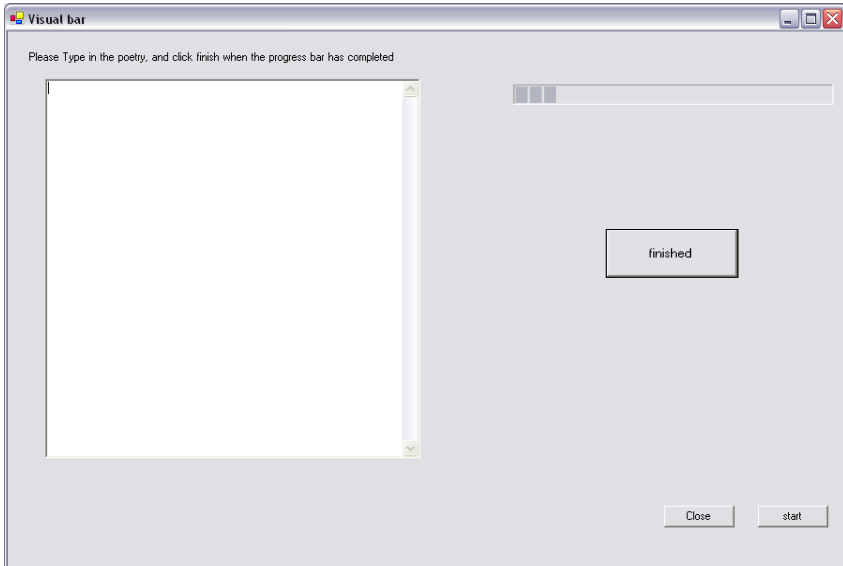 Visual bar
Please Type in the poetry, and click finish when the progress bar has completed
finished
Close
start